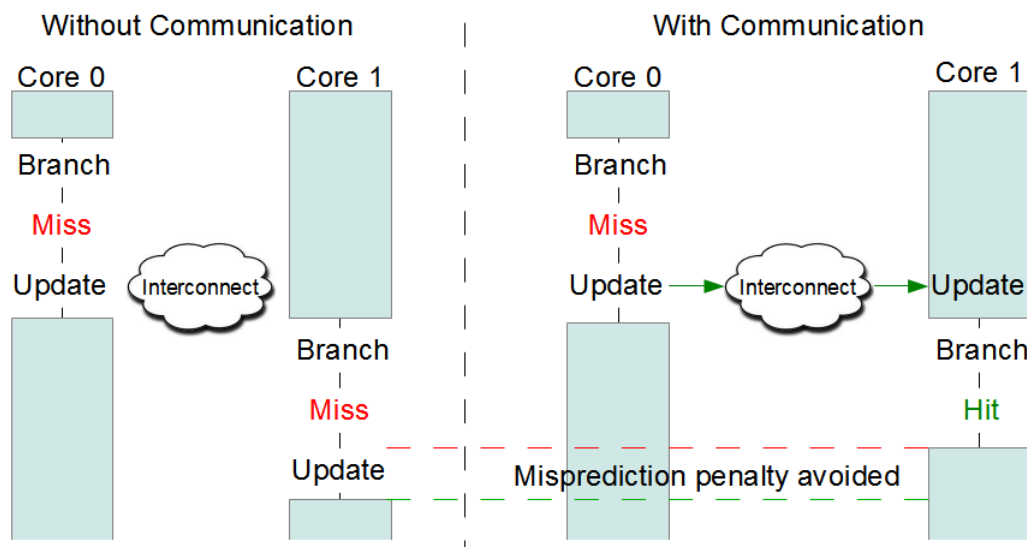 Without Communication
Core 0
Core 1
Branch
Miss
Update
Interconnect
Branch
Miss
Update
With Communication
Core 0
Core 1
Branch
Miss
Update
Interconnect
Update
Branch
Hit
Misprediction penalty avoided